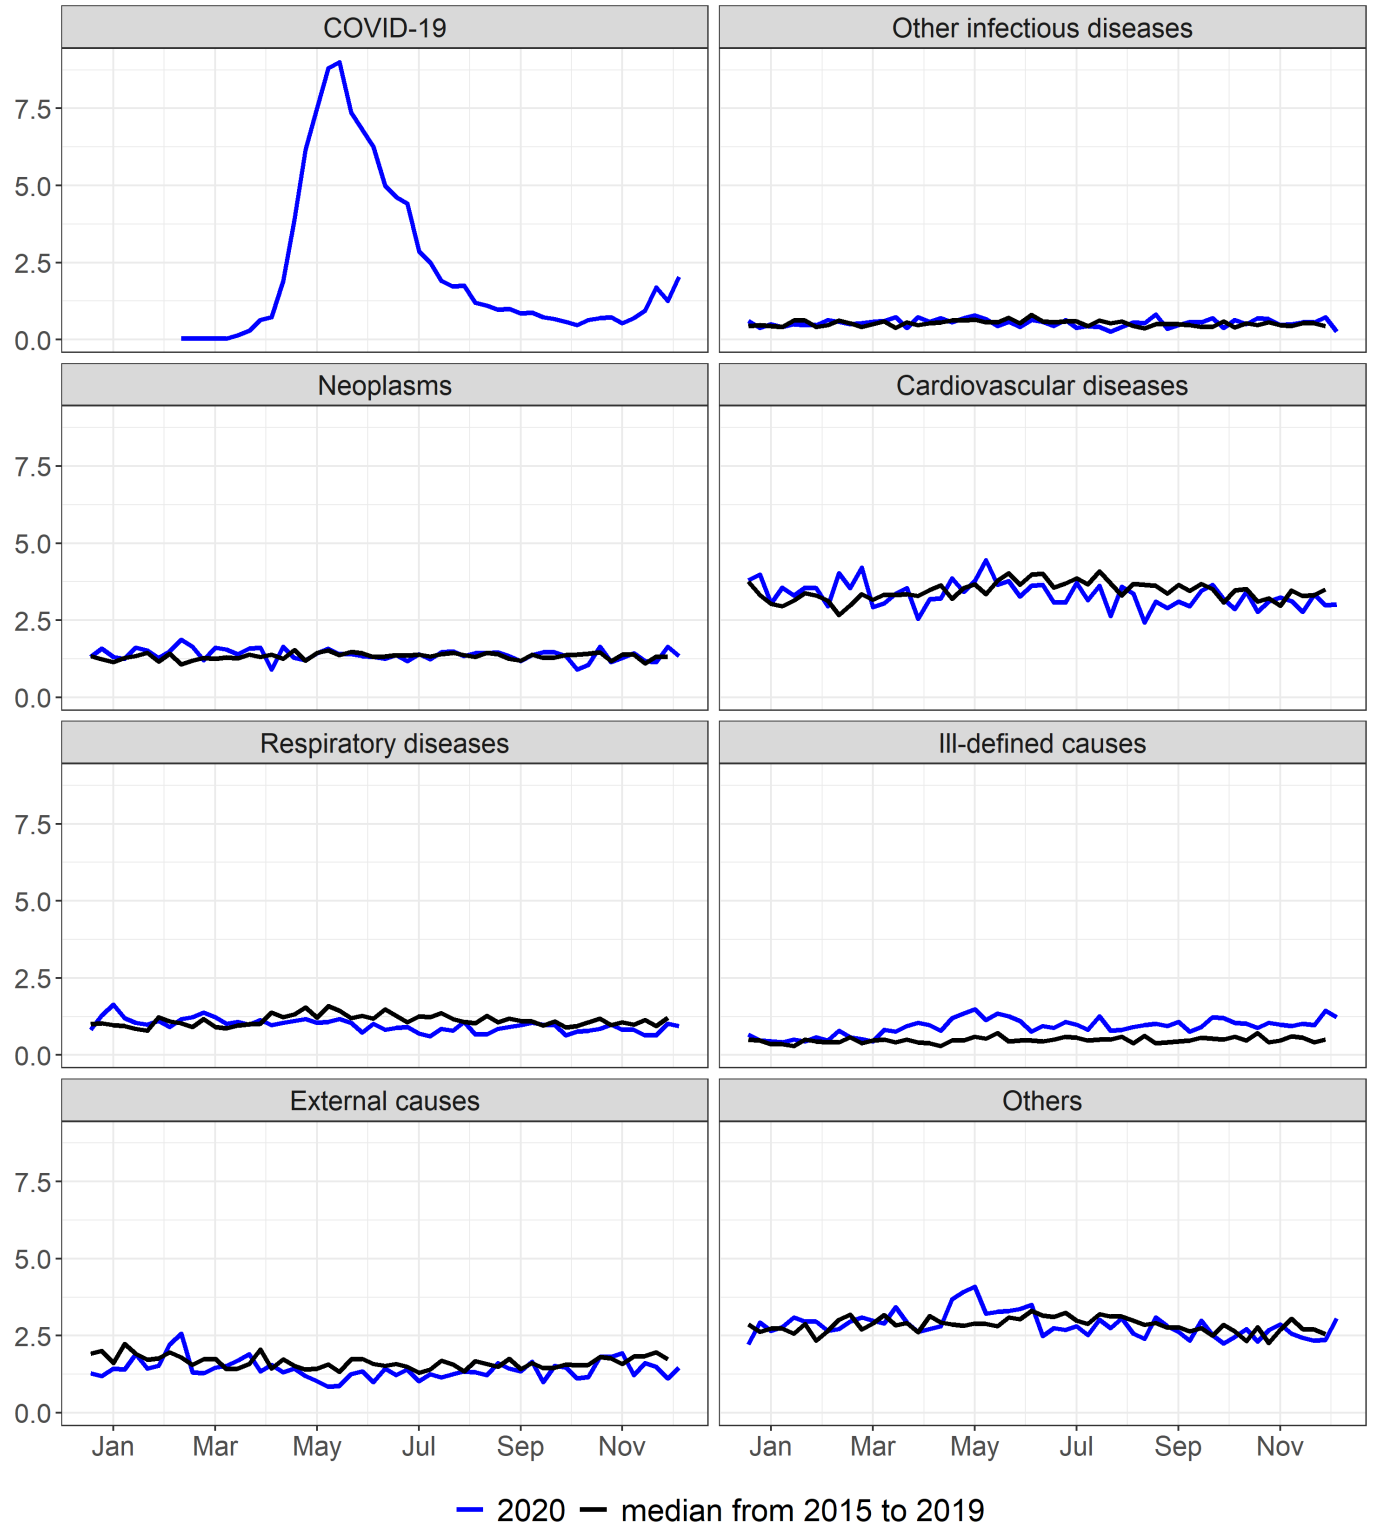 COVID-19
Other infectious diseases
7.5
5.0
2.5
0.0
Neoplasms
Cardiovascular diseases
7.5
5.0
2.5
0.0
Respiratory diseases
Ill-defined causes
7.5
5.0
2.5
0.0
External causes
Others
7.5
5.0
2.5
0.0
Jan Mar May Jul Sep Nov
Jan Mar May Jul Sep Nov
2020 median from 2015 to 2019